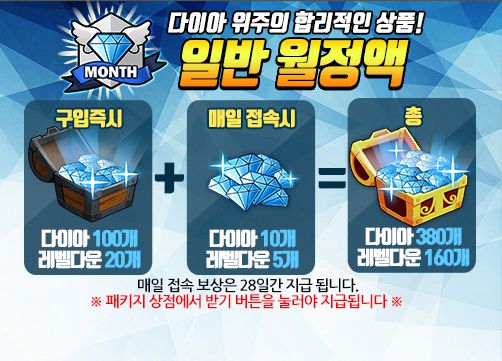 다이아 위주의 합리적인 상품!
MONTH
일반 월정액
구입즉시
매일 접속시
총
+
=
다이아 100개
레벨다운 20개
다이아 10개
레벨다운 5개
다이아 380개
레벨다운 160개
매일 접속 보상은 28일간 지급 됩니다.
※ 패키지 상점에서 받기 버튼을 눌러야 지급됩니다 ※